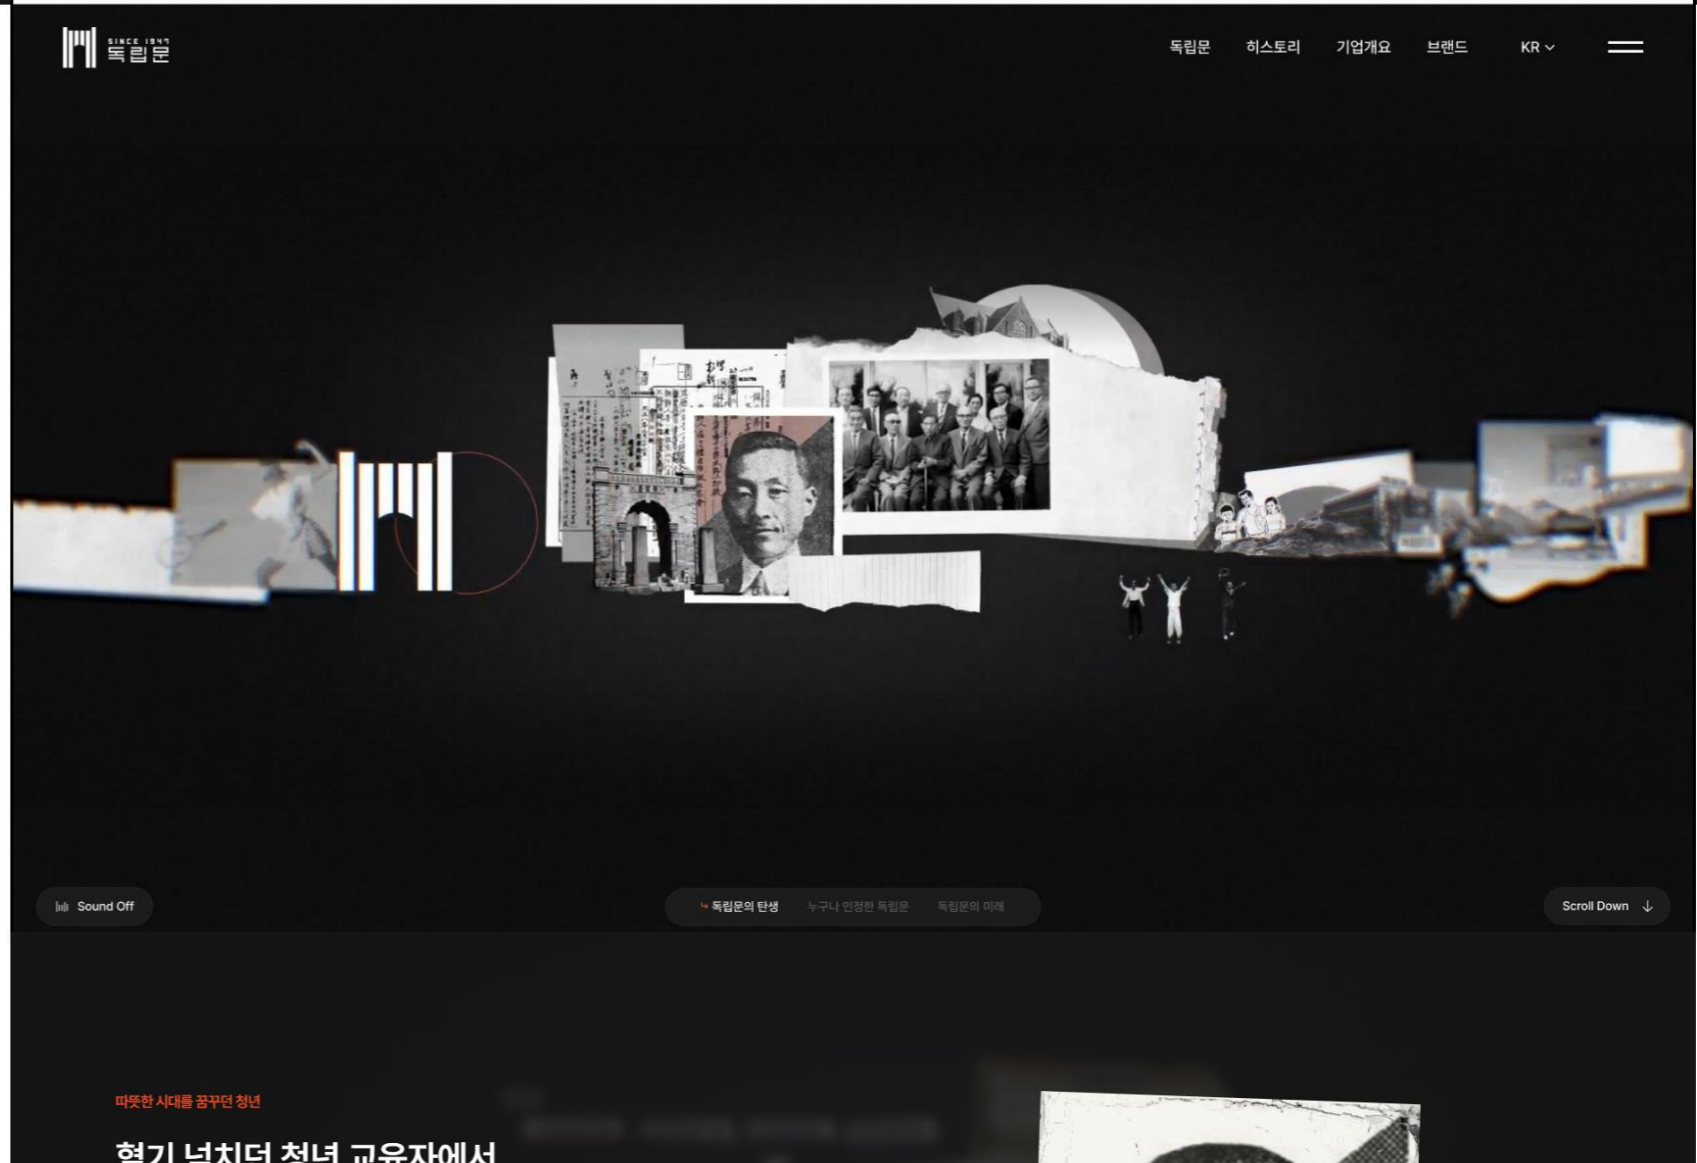 SINCE 1947
독립문
독립문
히스토리
기업개요
브랜드
KR
Sound Off
독립문의 탄생
누구나 인정한 독립문
독립문의 미래
Scroll Down
따뜻한 시대를 꿈꾸던 청년
혈기 넘치던 청년 교육자에서